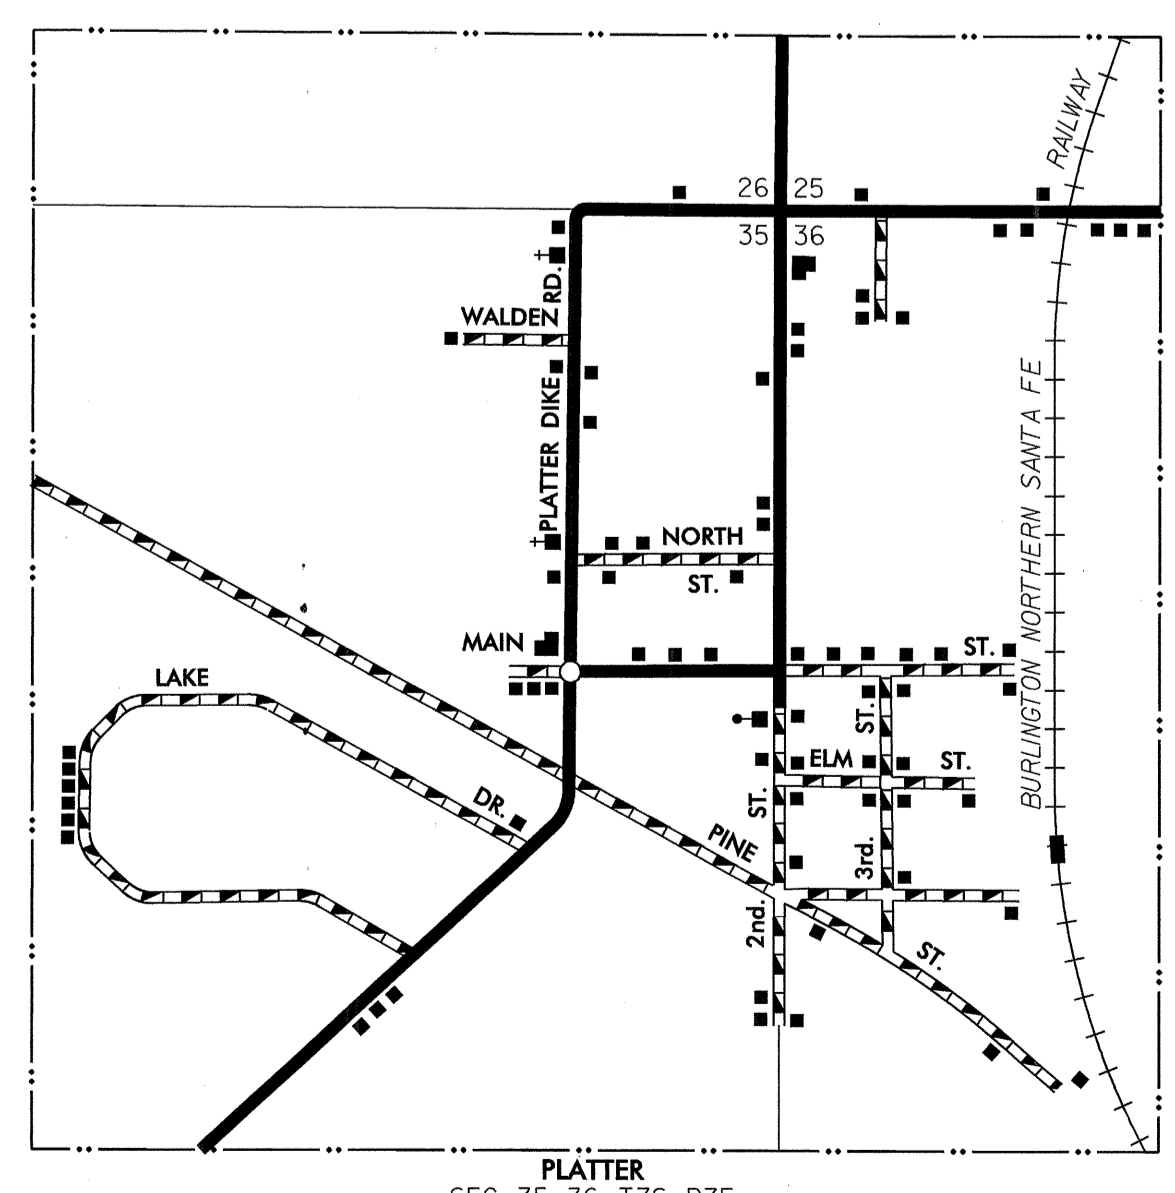 RAILWAY
26 25
35 36
WALDEN
PLATTER DIKE RD.
BURLINGTON NORTHERN SANTA FE
NORTH
ST.
MAIN
ST.
LAKE
DR.
ELM
ST.
PINE
ST.
2nd.
ST.
3rd.
ST.
PLATTER